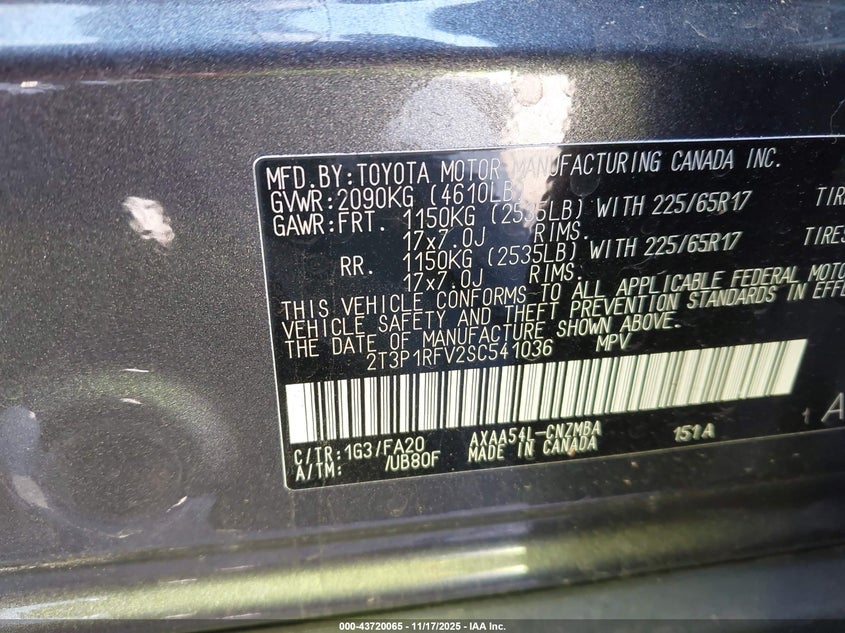 MFD.BY:TOYOTA MOTOR MANUFACTURING CANADA INC.
GVWR:2090KG (4610LB)
GAWR:FRT. 1150KG (2535LB) WITH 225/65R17 TIRE
17x7.0J RIMS.
RR. 1150KG (2535LB) WITH 225/65R17 TIRES
17x7.0J RIMS.
THIS VEHICLE CONFORMS TO ALL APPLICABLE FEDERAL MOTO
VEHICLE SAFETY AND THEFT PREVENTION STANDARDS IN EFFE
THE DATE OF MANUFACTURE SHOWN ABOVE.
2T3P1RFV2SC541036 MPV
C/TR:1G3/FA20 AXAA54L-CNZMBA 151A 1 A
A/TM: /UB80F MADE IN CANADA
000-43720065 - 11/17/2025 - IAA Inc.